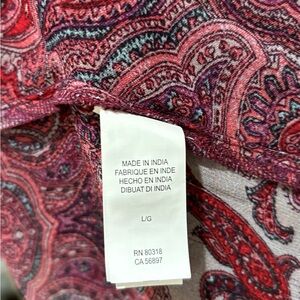 MADE IN INDIA
FABRIQUE EN INDE
HECHO EN INDIA
DIBUAT DI INDIA
L/G
RN 80318
CA 56897